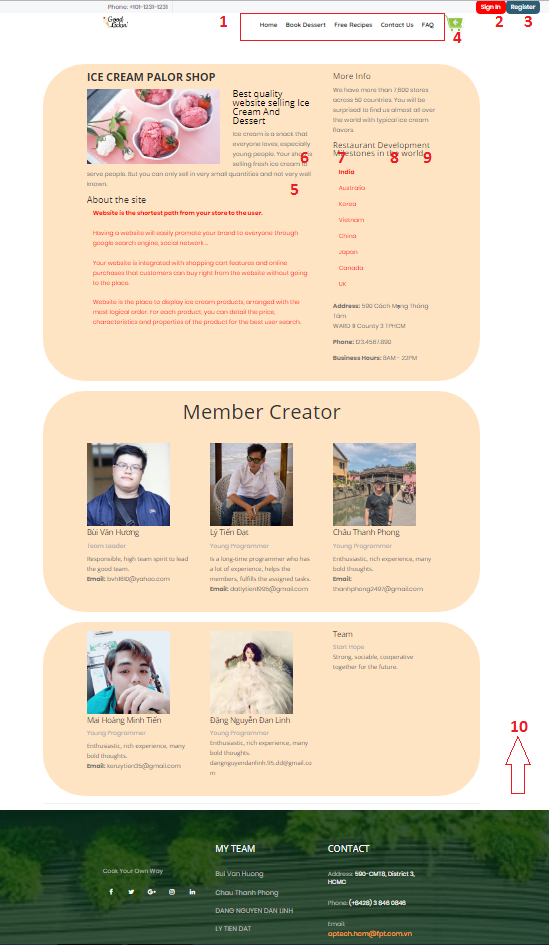 Phone: +101-1231-1231
Sign In
Register
1
2
3
4
Good
Lickin'
Home
Book Dessert
Free Recipes
Contact Us
FAQ
ICE CREAM PALOR SHOP
Best quality
website selling Ice
Cream And
Dessert
Ice cream is a snack that
everyone loves, especially
young people. Your shop is
selling fresh ice cream to
serve people. But you can only sell in very small quantities and not very well
known.
5
6
About the site
Website is the shortest path from your store to the user.
Having a website will easily promote your brand to everyone through
google search engine, social network...
Your website is integrated with shopping cart features and online
purchases that customers can buy right from the website without going
to the place.
Website is the place to display ice cream products, arranged with the
most logical order. For each product, you can detail the price,
characteristics and properties of the product for the best user search.
More Info
We have more than 7,600 stores
across 50 countries. You will be
surprised to find us almost all over
the world with typical ice cream
flavors.
Restaurant Development
Milestones in the world
7
8
9
India
Australia
Korea
Vietnam
China
Japan
Canada
UK
Address: 590 Cách Mạng Tháng
Tám
WARD 11 County 3 TPHCM
Phone: 123.4567.890
Business Hours: 8AM - 22PM
Member Creator
Bùi Văn Hương
Team Leader
Responsible, high team spirit to lead
the good team.
Email: bvh1610@yahoo.com
Lý Tiến Đạt
Young Programmer
Is a long-time programmer who has
a lot of experience, helps the
members, fulfills the assigned tasks.
Email: datlytien1995@gmail.com
Châu Thanh Phong
Young Programmer
Enthusiastic, rich experience, many
bold thoughts.
Email:
thanhphong2497@gmail.com
Mai Hoàng Minh Tiến
Young Programmer
Enthusiastic, rich experience, many
bold thoughts.
Email: keruytien35@gmail.com
Đặng Nguyễn Đan Linh
Young Programmer
Enthusiastic, rich experience, many
bold thoughts.
dangnguyendanlinh.95.dd@gmail.co
m
Team
Start Hope
Strong, sociable, cooperative
together for the future.
10
Cook Your Own Way
MY TEAM
Bui Van Huong
Chau Thanh Phong
DANG NGUYEN DAN LINH
LY TIEN DAT
CONTACT
Address: 590-CMT8, District 3,
HCMC
Phone: (+8428) 3 846 0846
Email:
aptech.hcm@fpt.com.vn